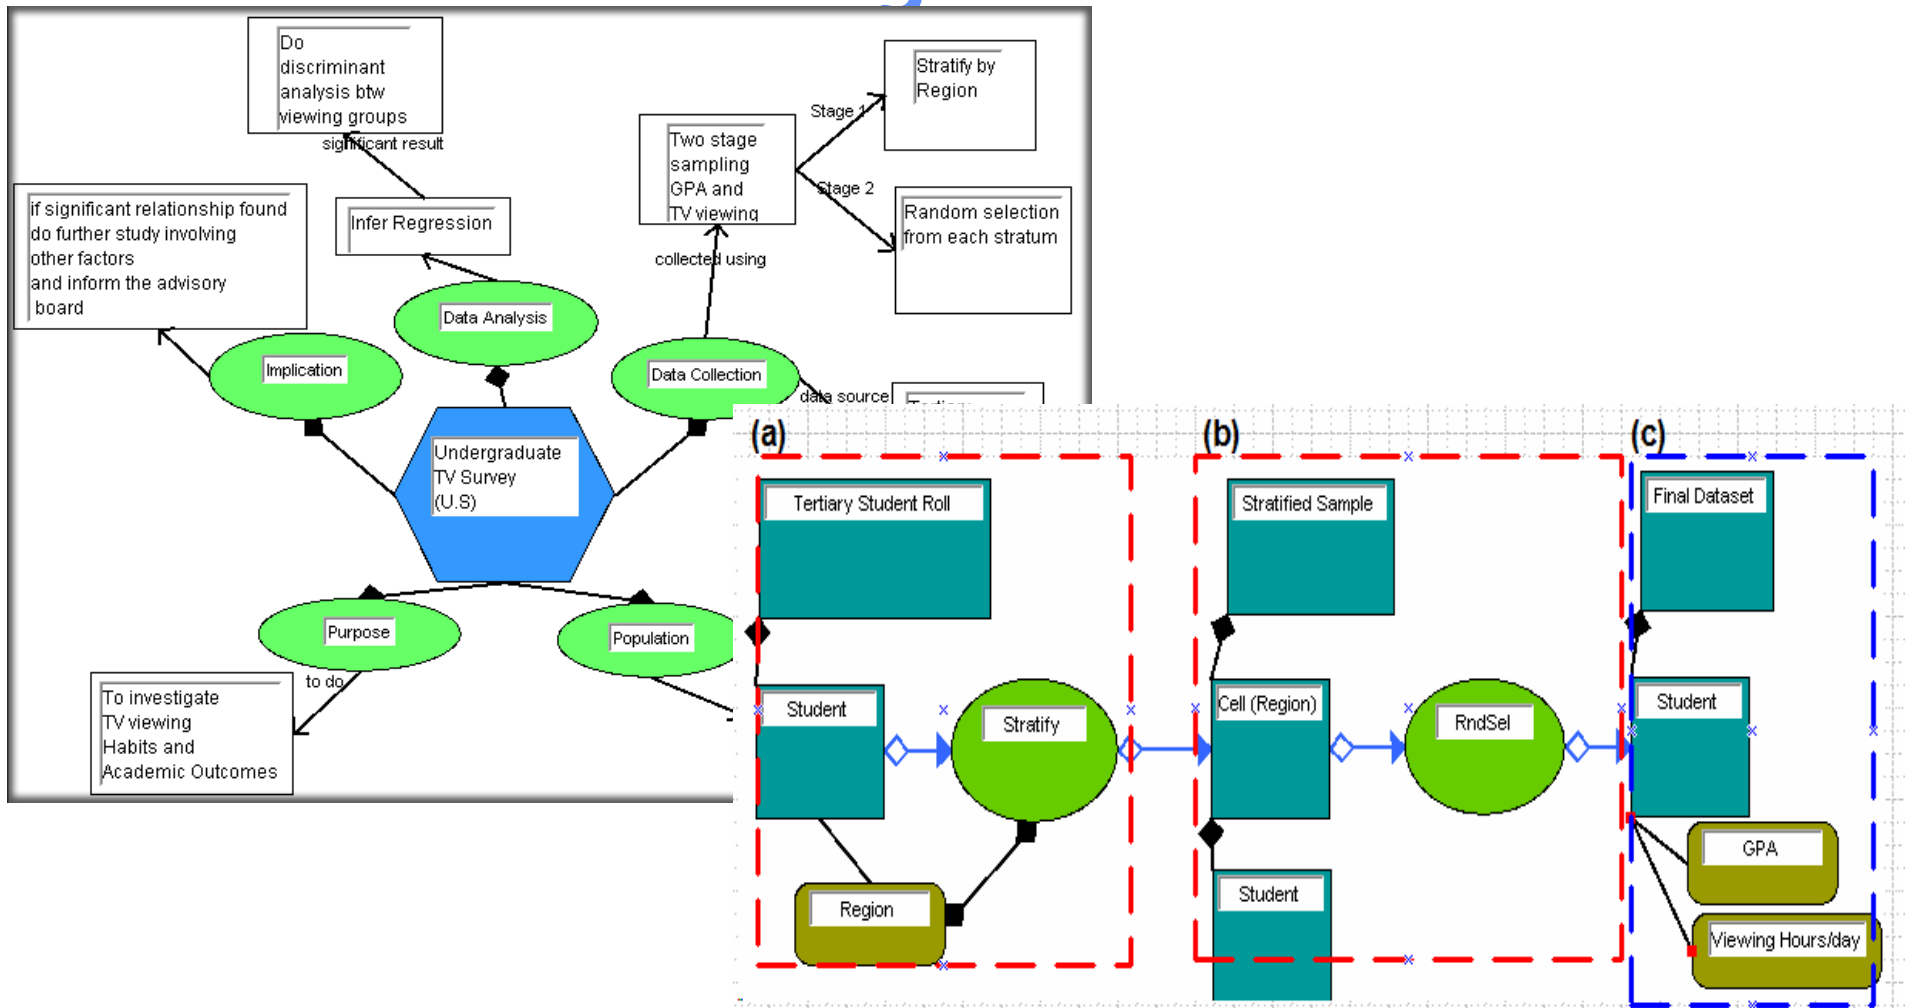 Do
discriminant
analysis btw
viewing groups
significant result
Stratify by
Region
Stage 1
Two stage
sampling
GPA and
TV viewing
Stage 2
Random selection
from each stratum
if significant relationship found
do further study involving
other factors
and inform the advisory
board
Infer Regression
collected using
Data Analysis
Implication
Data Collection
data source
Tertiary
Undergraduate
TV Survey
(U.S)
Purpose
Population
to do
To investigate
TV viewing
Habits and
Academic Outcomes
(a)
Tertiary Student Roll
Student
Stratify
Region
(b)
Stratified Sample
Cell (Region)
RndSel
Student
(c)
Final Dataset
Student
GPA
Viewing Hours/day